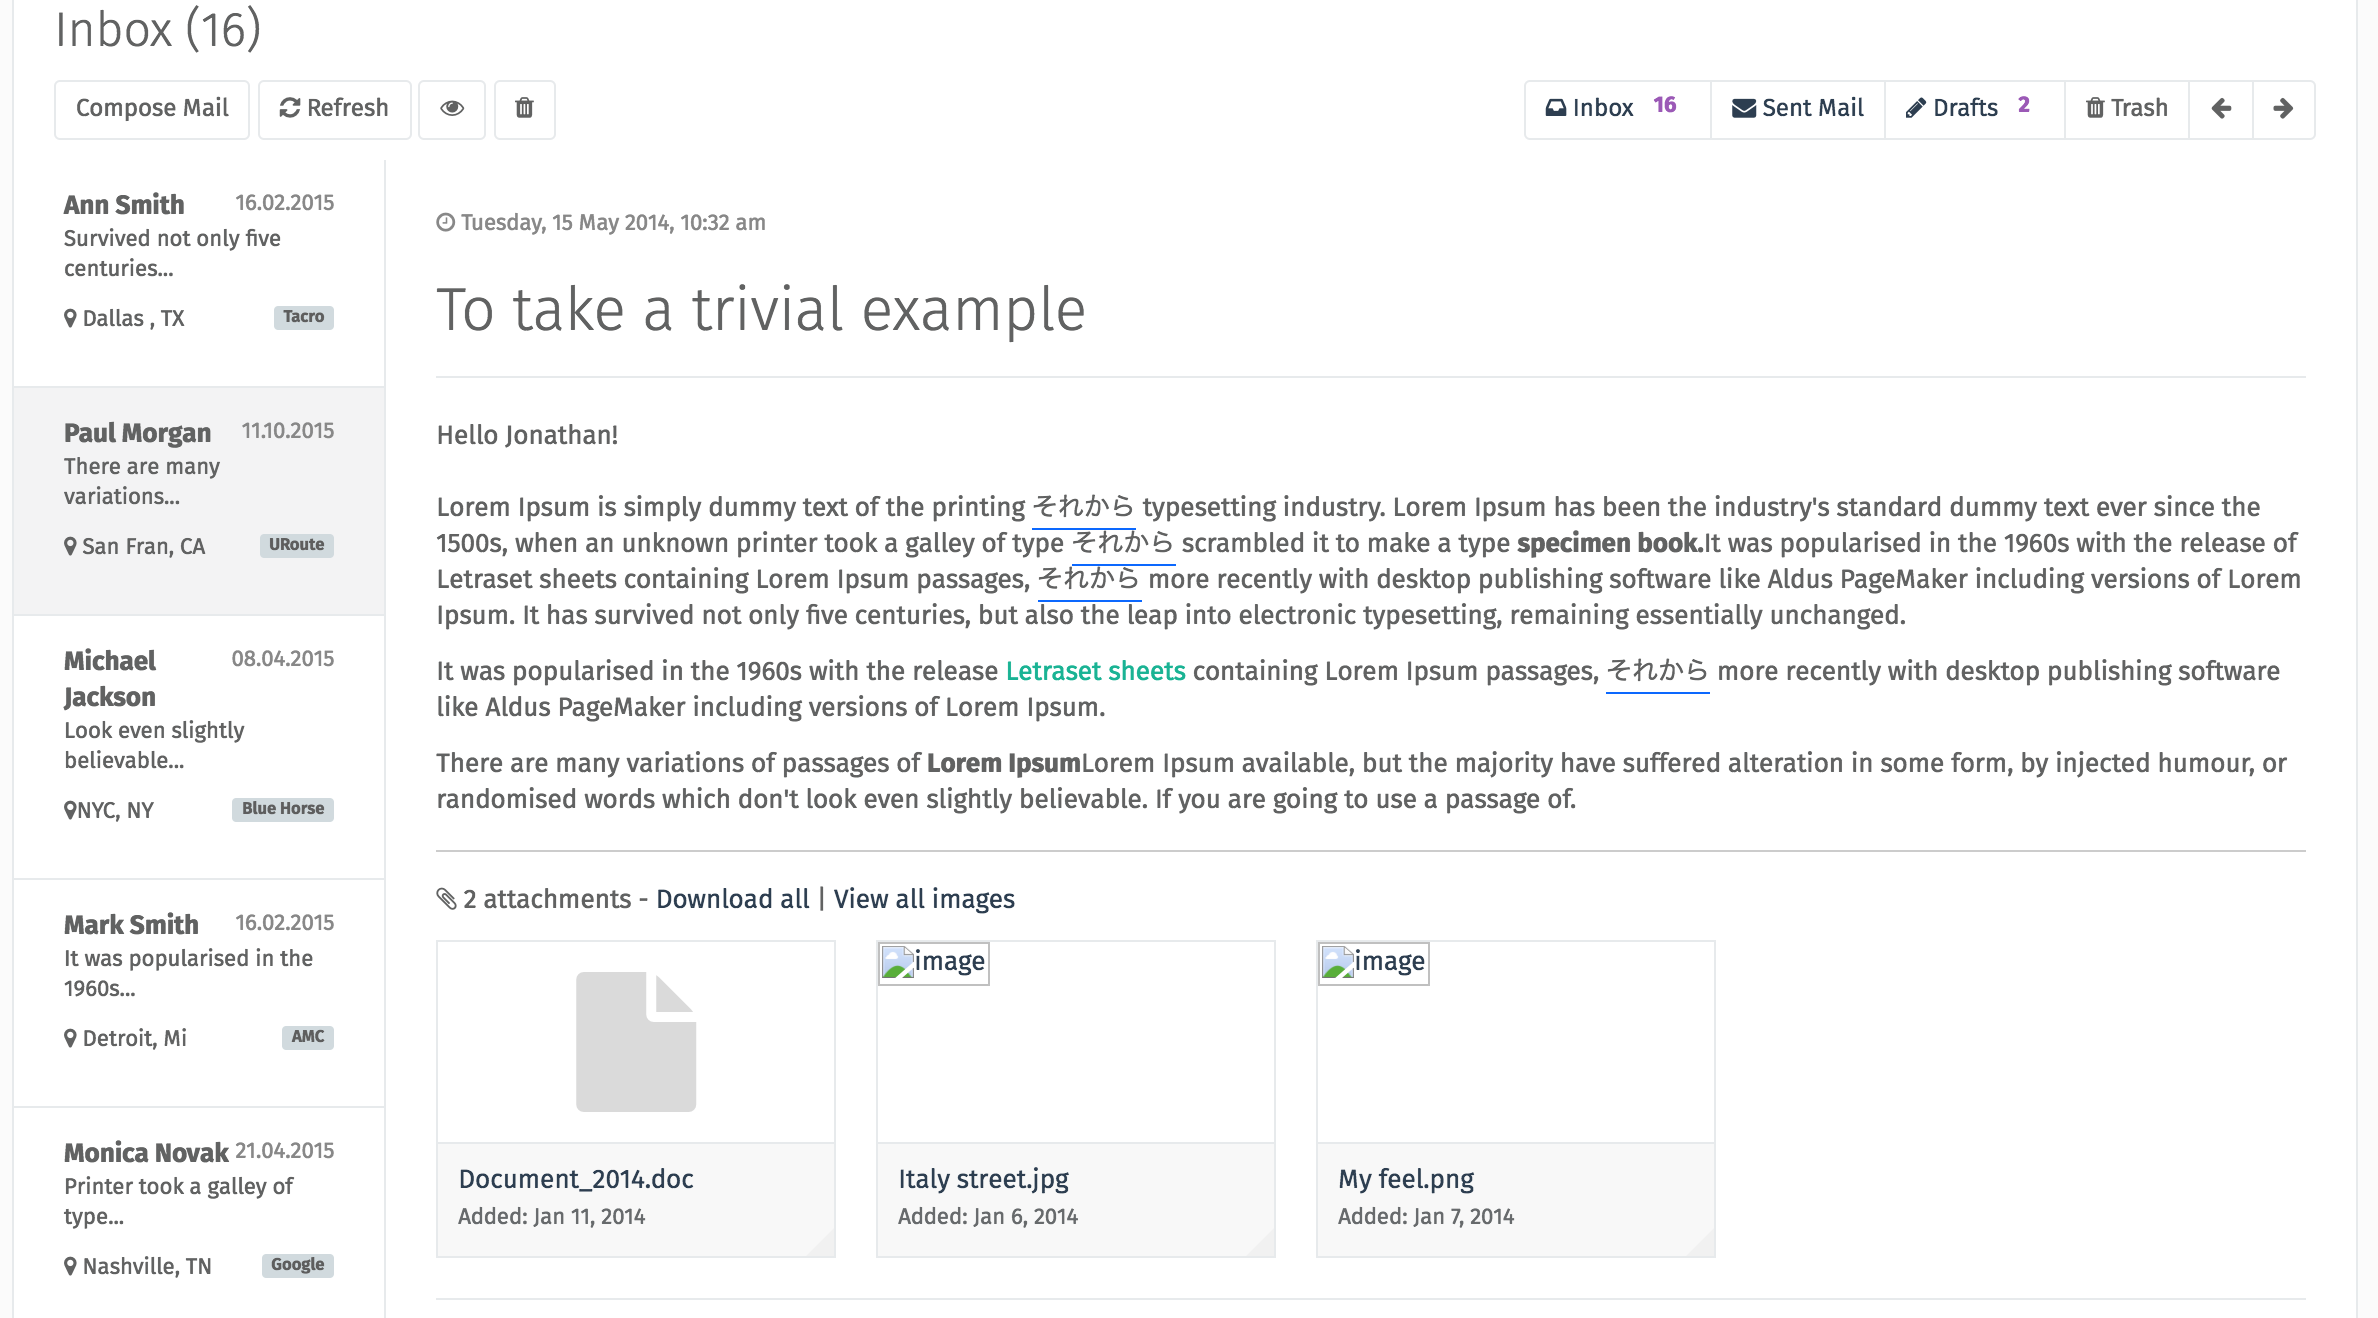 Inbox (16)
Compose Mail Refresh
Inbox 16 Sent Mail Drafts 2 Trash
Ann Smith 16.02.2015
Survived not only five
centuries...
Dallas , TX Tacro
Paul Morgan 11.10.2015
There are many
variations...
San Fran, CA URoute
Michael 08.04.2015
Jackson
Look even slightly
believable...
NYC, NY Blue Horse
Mark Smith 16.02.2015
It was popularised in the
1960s...
Detroit, Mi AMC
Monica Novak 21.04.2015
Printer took a galley of
type...
Nashville, TN Google
Tuesday, 15 May 2014, 10:32 am
To take a trivial example
Hello Jonathan!
Lorem Ipsum is simply dummy text of the printing それから typesetting industry. Lorem Ipsum has been the industry's standard dummy text ever since the
1500s, when an unknown printer took a galley of type それから scrambled it to make a type specimen book.It was popularised in the 1960s with the release of
Letraset sheets containing Lorem Ipsum passages, それから more recently with desktop publishing software like Aldus PageMaker including versions of Lorem
Ipsum. It has survived not only five centuries, but also the leap into electronic typesetting, remaining essentially unchanged.
It was popularised in the 1960s with the release Letraset sheets containing Lorem Ipsum passages, それから more recently with desktop publishing software
like Aldus PageMaker including versions of Lorem Ipsum.
There are many variations of passages of Lorem IpsumLorem Ipsum available, but the majority have suffered alteration in some form, by injected humour, or
randomised words which don't look even slightly believable. If you are going to use a passage of.
2 attachments - Download all | View all images
image image
Document_2014.doc Italy street.jpg My feel.png
Added: Jan 11, 2014 Added: Jan 6, 2014 Added: Jan 7, 2014